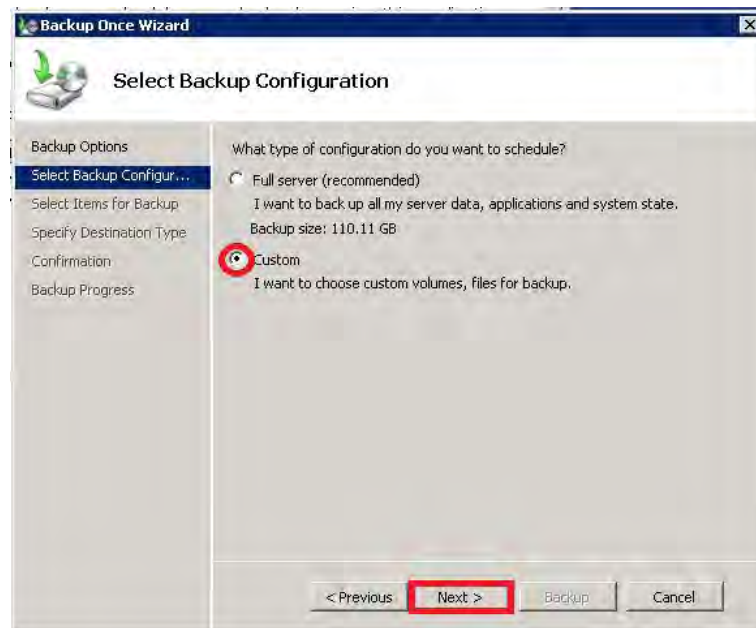 Backup Once Wizard
Select Backup Configuration
Backup Options
Select Backup Configur...
Select Items for Backup
Specify Destination Type
Confirmation
Backup Progress
What type of configuration do you want to schedule?
Full server (recommended)
I want to back up all my server data, applications and system state.
Backup size: 110.11 GB
Custom
I want to choose custom volumes, files for backup.
< Previous
Next >
Backup
Cancel